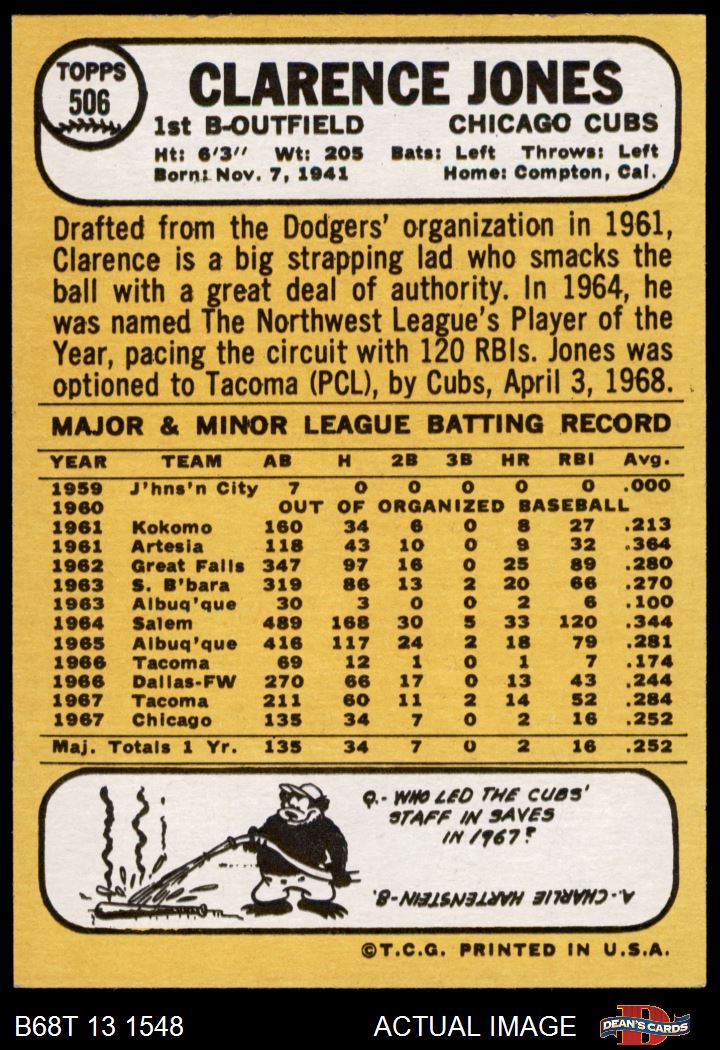 TOPPS
506
CLARENCE JONES
1st B-OUTFIELD CHICAGO CUBS
Ht: 6'3" Wt: 205 Bats: Left Throws: Left
Born: Nov. 7, 1941 Home: Compton, Cal.
Drafted from the Dodgers' organization in 1961,
Clarence is a big strapping lad who smacks the
ball with a great deal of authority. In 1964, he
was named The Northwest League's Player of the
Year, pacing the circuit with 120 RBIs. Jones was
optioned to Tacoma (PCL), by Cubs, April 3, 1968.
MAJOR & MINOR LEAGUE BATTING RECORD
YEAR TEAM AB H 2B 3B HR RBI Avg.
1959 J'hns'n City 7 0 0 0 0 0 .000
1960 OUT OF ORGANIZED BASEBALL
1961 Kokomo 160 34 6 0 8 27 .213
1961 Artesia 118 43 10 0 9 32 .364
1962 Great Falls 347 97 16 0 25 89 .280
1963 S. B'bara 319 86 13 2 20 66 .270
1963 Albuq'que 30 3 0 0 2 6 .100
1964 Salem 489 168 30 5 33 120 .344
1965 Albuq'que 416 117 24 2 18 79 .281
1966 Tacoma 69 12 1 0 1 7 .174
1966 Dallas-FW 270 66 17 0 13 43 .244
1967 Tacoma 211 60 11 2 14 52 .284
1967 Chicago 135 34 7 0 2 16 .252
Maj. Totals 1 Yr. 135 34 7 0 2 16 .252
Q.- WHO LED THE CUBS'
STAFF IN SAVES
IN 1967?
A.- CHARLIE HARTENSTEIN-8.
©T.C.G. PRINTED IN U.S.A.
B68T 13 1548 ACTUAL IMAGE DEAN'S CARDS